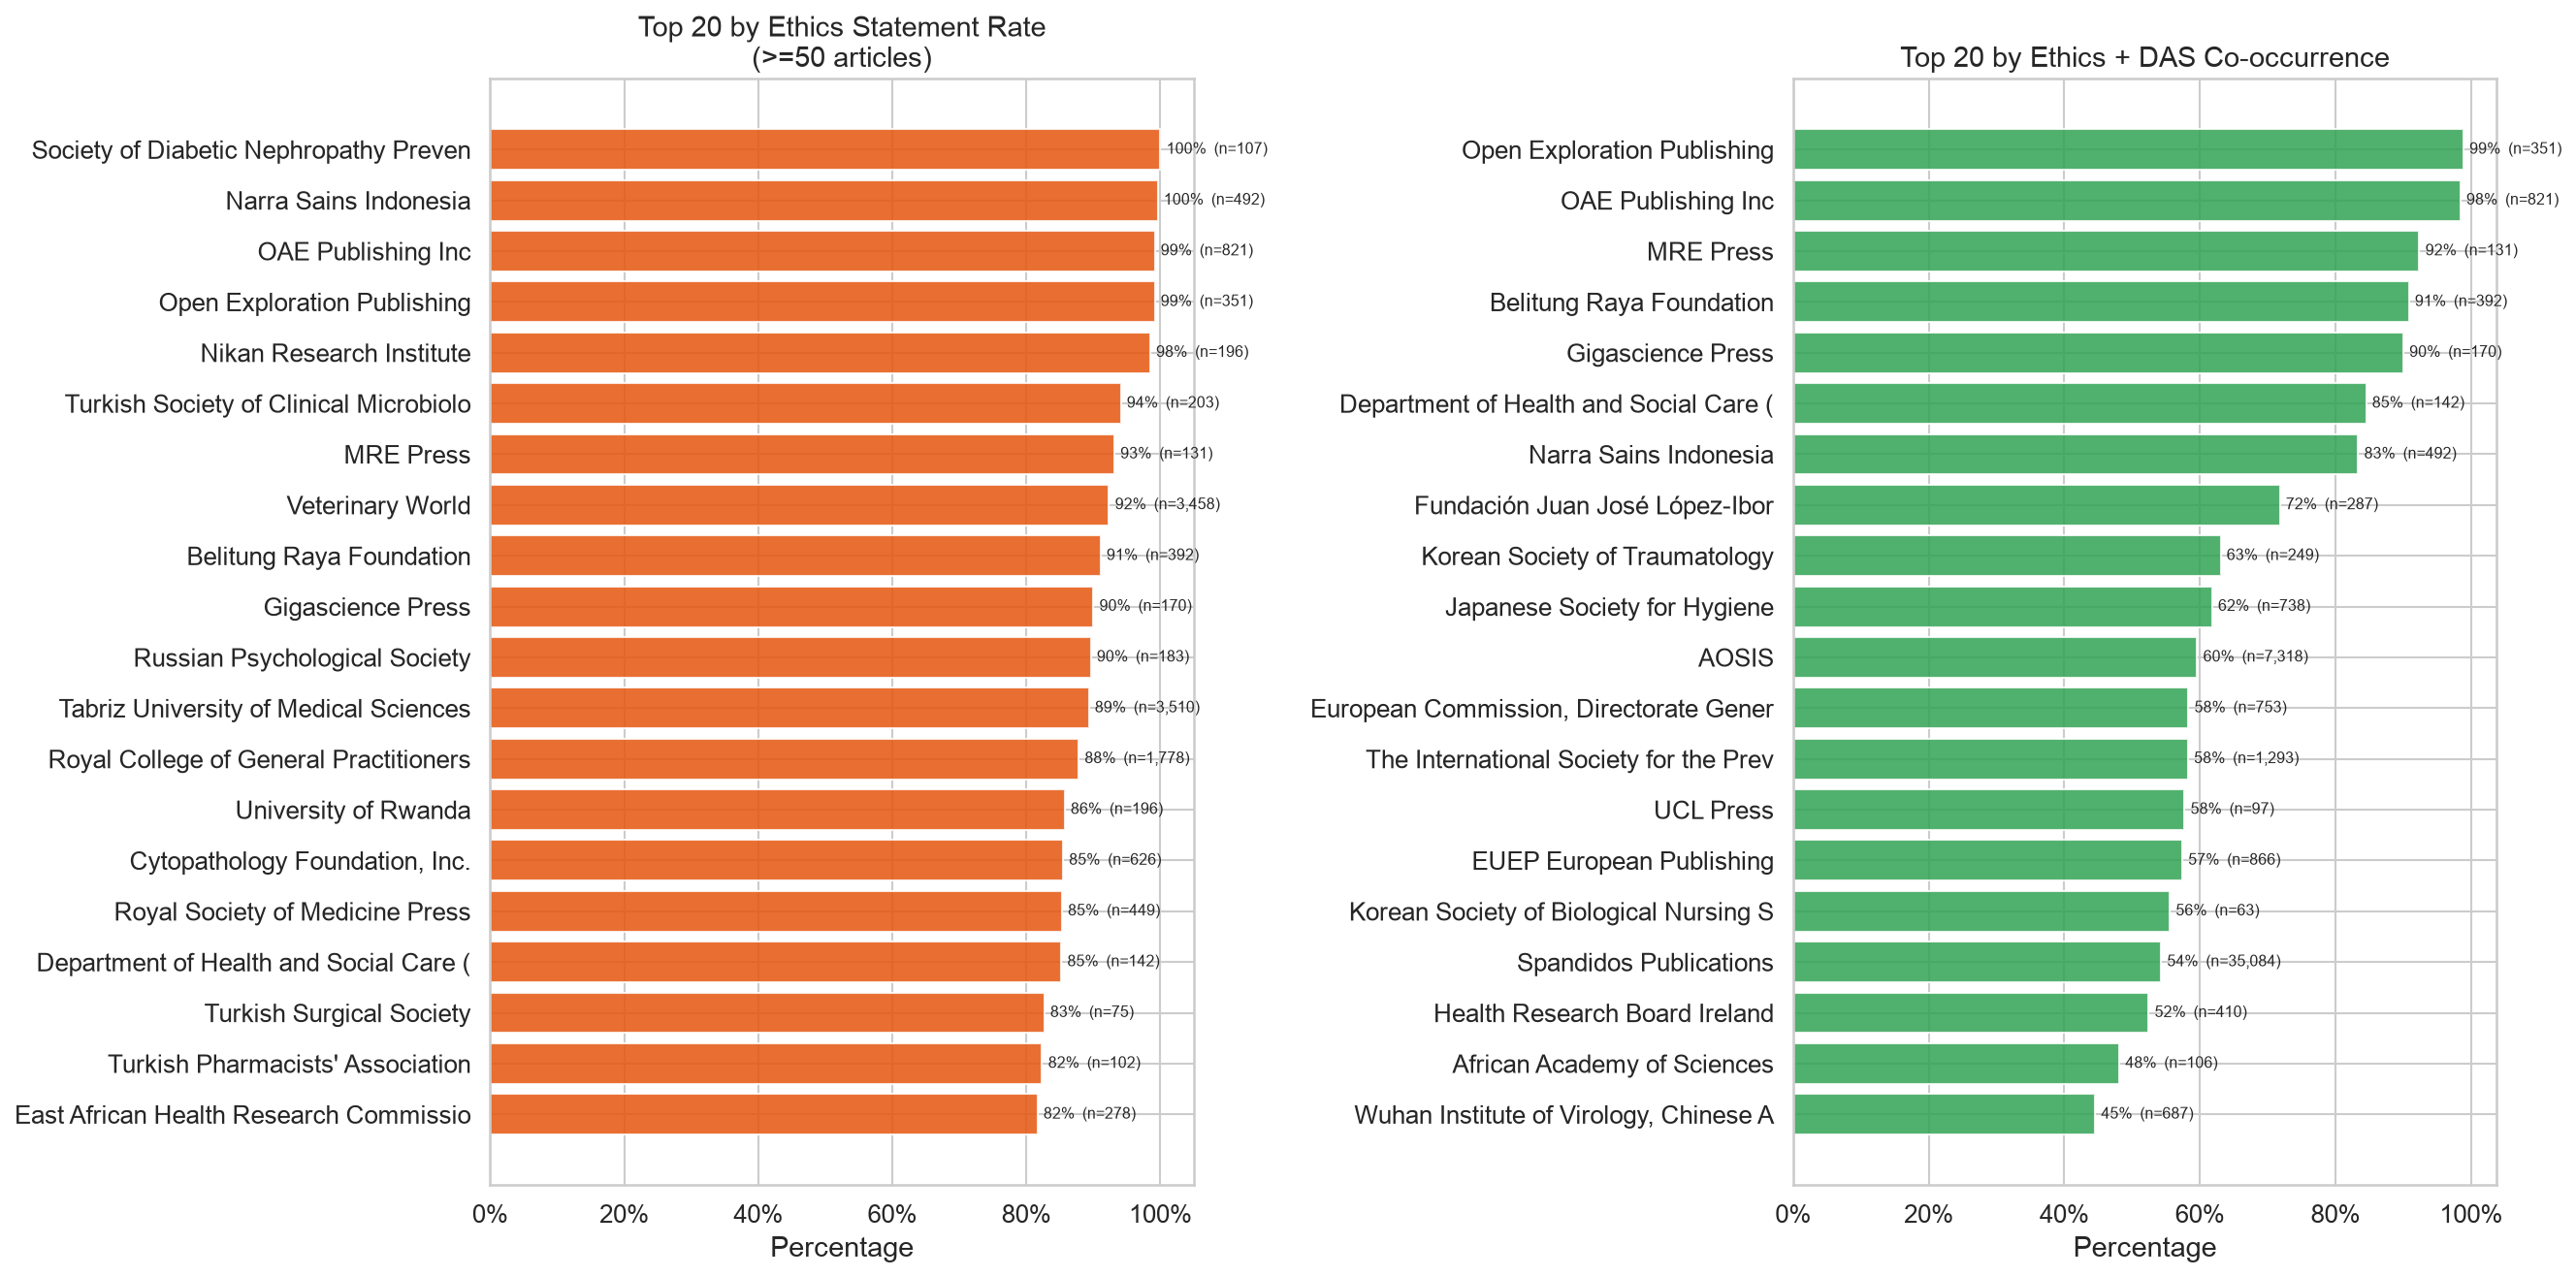 Top 20 by Ethics Statement Rate
(>=50 articles)
Society of Diabetic Nephropathy Preven 100% (n=107)
Narra Sains Indonesia 100% (n=492)
OAE Publishing Inc 99% (n=821)
Open Exploration Publishing 99% (n=351)
Nikan Research Institute 98% (n=196)
Turkish Society of Clinical Microbiolo 94% (n=203)
MRE Press 93% (n=131)
Veterinary World 92% (n=3,458)
Belitung Raya Foundation 91% (n=392)
Gigascience Press 90% (n=170)
Russian Psychological Society 90% (n=183)
Tabriz University of Medical Sciences 89% (n=3,510)
Royal College of General Practitioners 88% (n=1,778)
University of Rwanda 86% (n=196)
Cytopathology Foundation, Inc. 85% (n=626)
Royal Society of Medicine Press 85% (n=449)
Department of Health and Social Care ( 85% (n=142)
Turkish Surgical Society 83% (n=75)
Turkish Pharmacists' Association 82% (n=102)
East African Health Research Commissio 82% (n=278)
0% 20% 40% 60% 80% 100%
Percentage
Top 20 by Ethics + DAS Co-occurrence
Open Exploration Publishing 99% (n=351)
OAE Publishing Inc 98% (n=821)
MRE Press 92% (n=131)
Belitung Raya Foundation 91% (n=392)
Gigascience Press 90% (n=170)
Department of Health and Social Care ( 85% (n=142)
Narra Sains Indonesia 83% (n=492)
Fundación Juan José López-Ibor 72% (n=287)
Korean Society of Traumatology 63% (n=249)
Japanese Society for Hygiene 62% (n=738)
AOSIS 60% (n=7,318)
European Commission, Directorate Gener 58% (n=753)
The International Society for the Prev 58% (n=1,293)
UCL Press 58% (n=97)
EUEP European Publishing 57% (n=866)
Korean Society of Biological Nursing S 56% (n=63)
Spandidos Publications 54% (n=35,084)
Health Research Board Ireland 52% (n=410)
African Academy of Sciences 48% (n=106)
Wuhan Institute of Virology, Chinese A 45% (n=687)
0% 20% 40% 60% 80% 100%
Percentage